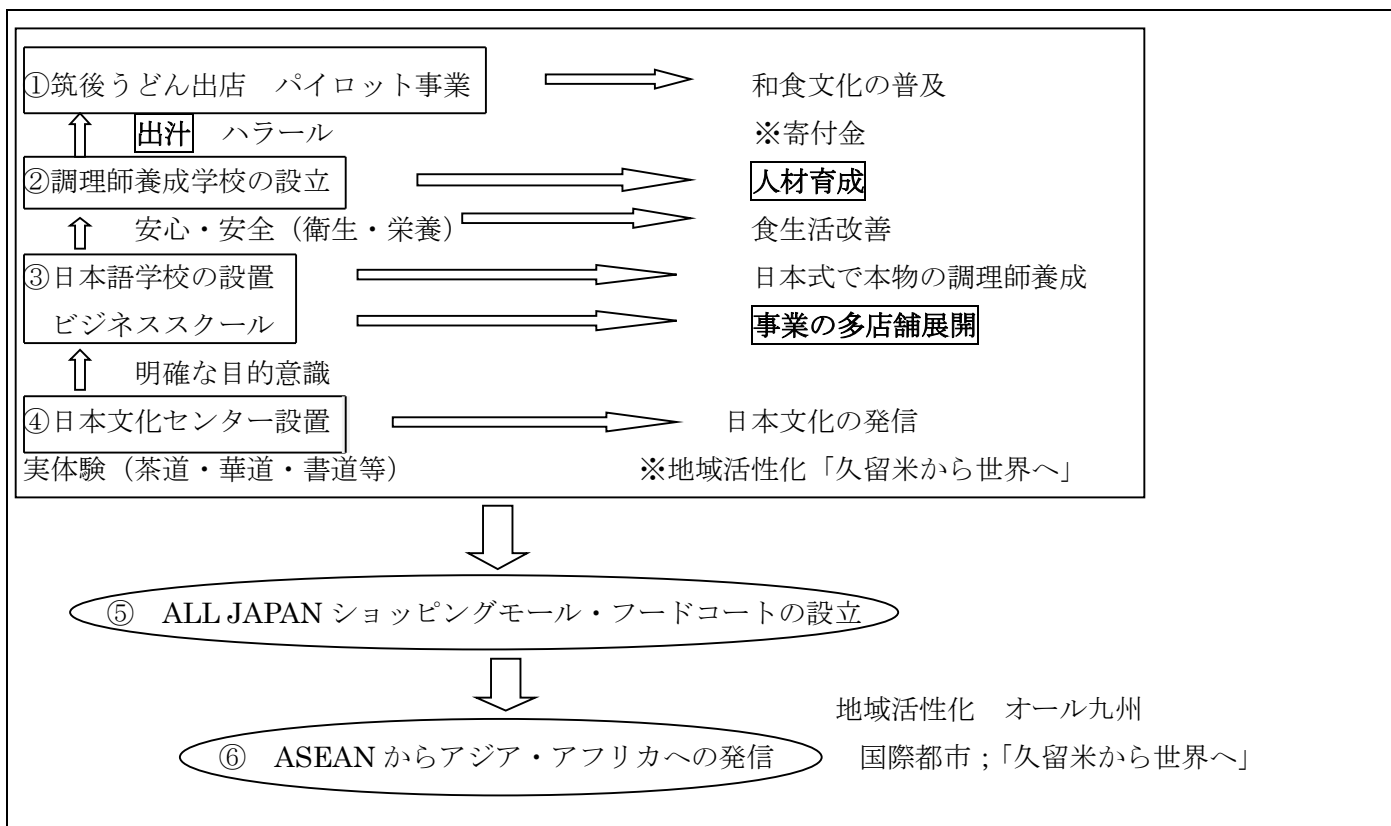 ①筑後うどん出店　パイロット事業　和食文化の普及
出汁　ハラール　※寄付金
②調理師養成学校の設立　人材育成
安心・安全（衛生・栄養）　食生活改善
③日本語学校の設置　日本式で本物の調理師養成
ビジネススクール　事業の多店舗展開
明確な目的意識
④日本文化センター設置　日本文化の発信
実体験（茶道・華道・書道等）　※地域活性化「久留米から世界へ」
⑤　ALL JAPAN ショッピングモール・フードコートの設立
地域活性化　オール九州
⑥　ASEAN からアジア・アフリカへの発信　国際都市；「久留米から世界へ」